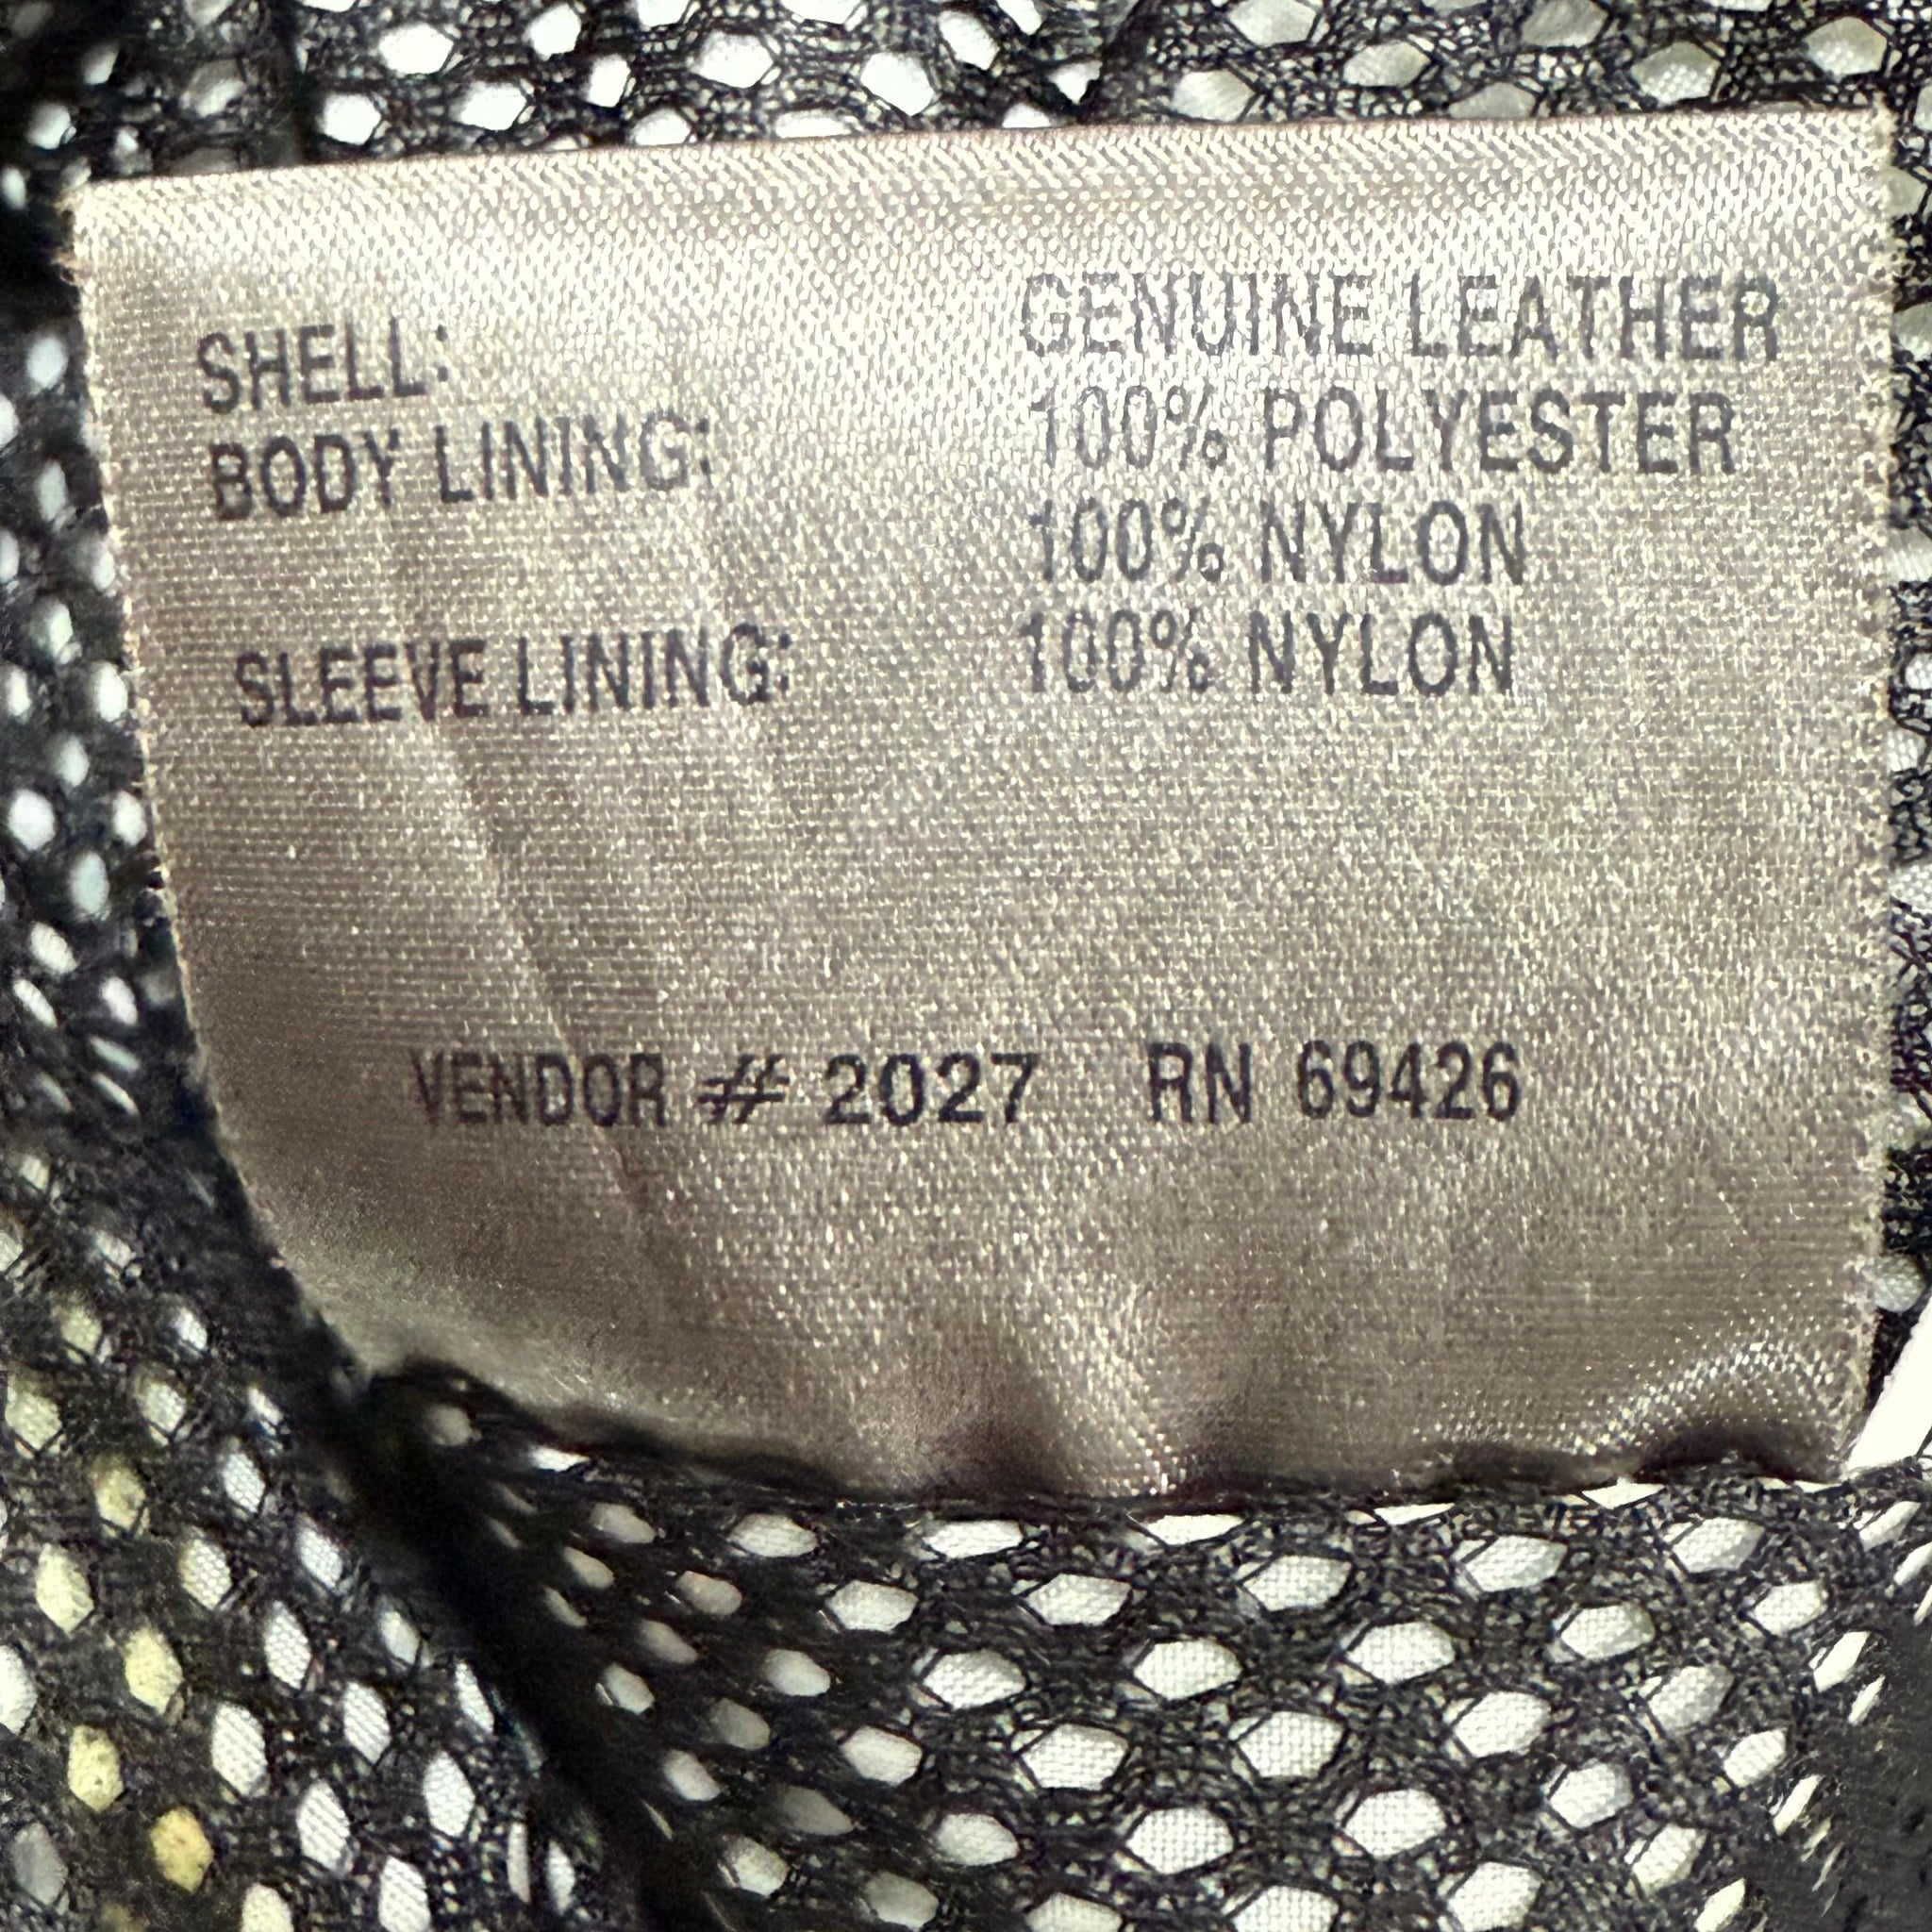 SHELL: GENUINE LEATHER
BODY LINING: 100% POLYESTER
100% NYLON
SLEEVE LINING: 100% NYLON
VENDOR # 2027 RN 69426